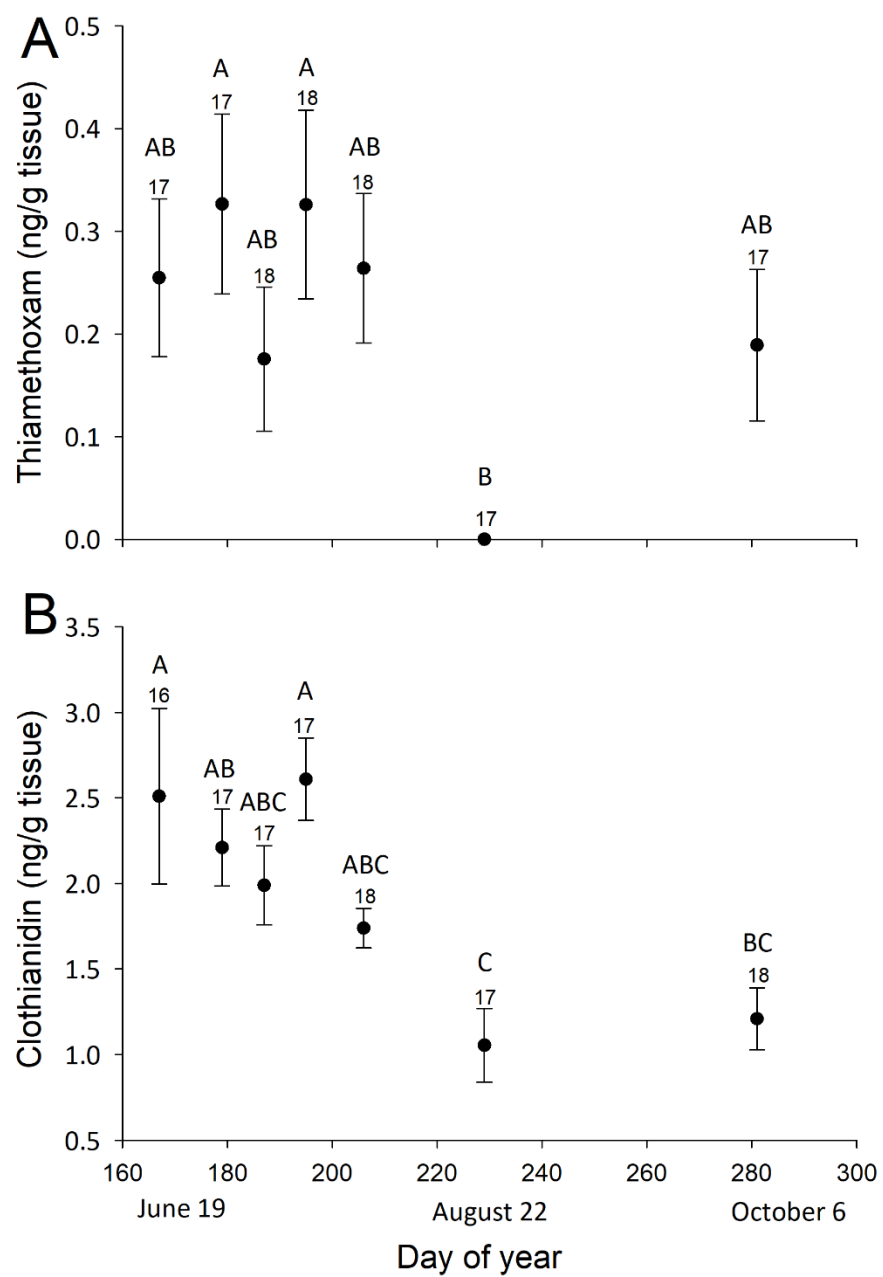 A
Thiamethoxam (ng/g tissue)
0.5
0.4
0.3
0.2
0.1
0.0
AB
17
A
17
AB
18
A
18
AB
18
B
17
AB
17
B
Clothianidin (ng/g tissue)
3.5
3.0
2.5
2.0
1.5
1.0
0.5
A
16
AB
17
ABC
17
A
17
ABC
18
C
17
BC
18
160 180 200 220 240 260 280 300
June 19 August 22 October 6
Day of year